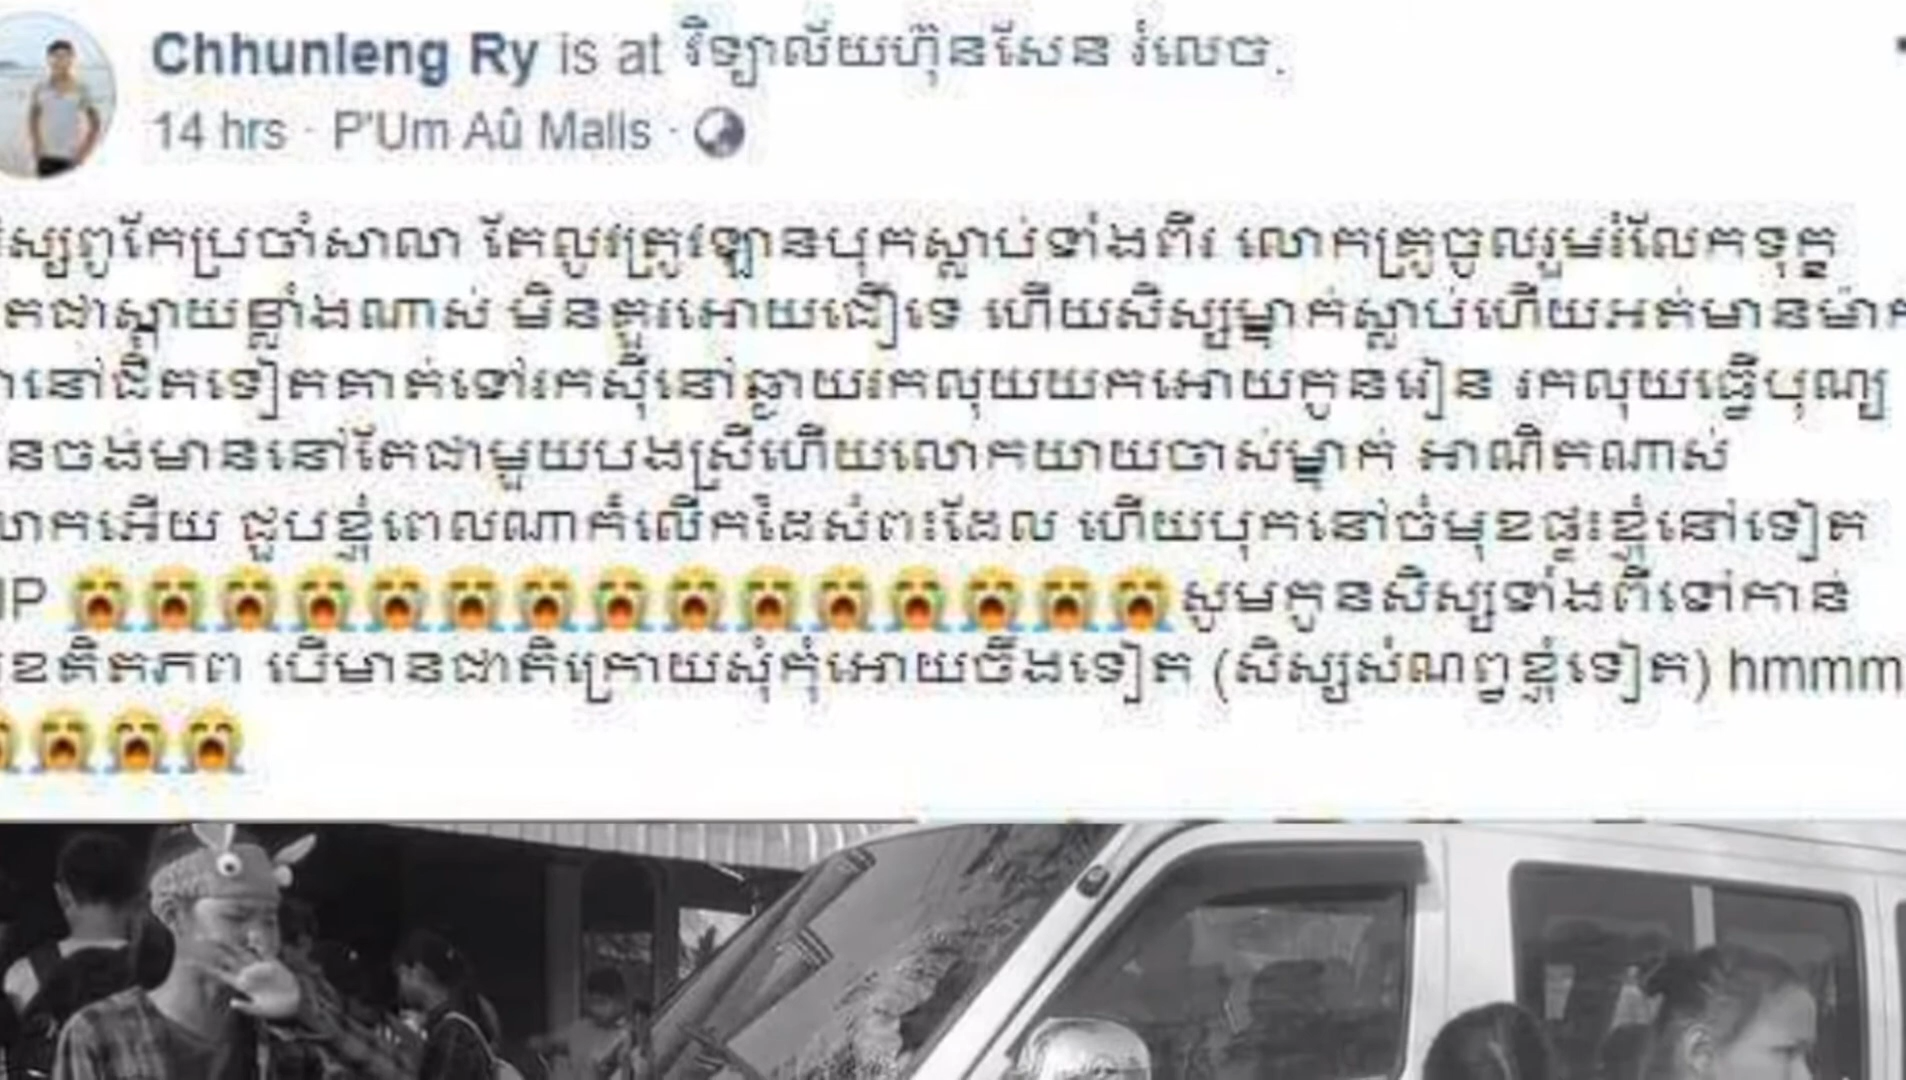 Chhunleng Ry is at វិទ្យាល័យហ៊ុនសែន រំលេច.
14 hrs · P'Um Aû Malis ·
សិស្សពូកែប្រចាំសាលា តែលូវត្រូវឡានបុកស្លាប់ទាំងពីរ លោកគ្រូចូលរួមរំលែកទុក្ខ
ជាស្តាយខ្លាំងណាស់ មិនគួរអោយជឿទេ ហើយសិស្សម្នាក់ស្លាប់ហើយអត់មានម៉ាក់
នៅជិតទៀតគាត់ទៅរកស៊ីនៅឆ្ងាយរកលុយយកអោយកូនរៀន រកលុយធ្វើបុណ្យ
មាននៅតែជាមួយបងស្រីហើយលោកយាយចាស់ម្នាក់ អាណិតណាស់
អើយ ជួបខ្ញុំពេលណាក៏លើកដៃសំពះដែល ហើយបុកនៅចំមុខផ្ទះខ្ញុំនៅទៀត
IP 😭😭😭😭😭😭😭😭😭😭😭😭😭😭😭សូមកូនសិស្សទាំងពីទៅកាន់
បើមានជាតិក្រោយសុំកុំអោយចឹងទៀត (សិស្សសំណព្វខ្ញុំទៀត) hmmm
😭😭😭😭